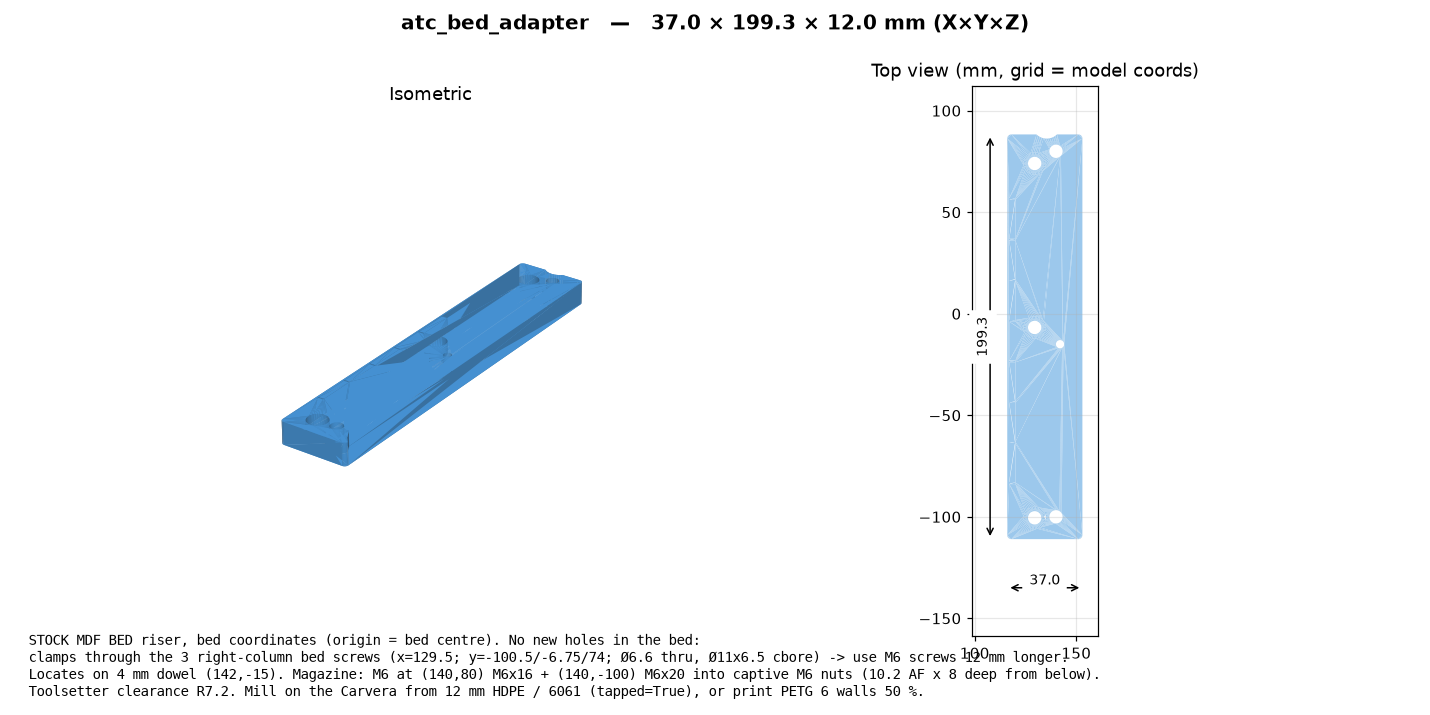 atc_bed_adapter — 37.0 × 199.3 × 12.0 mm (X×Y×Z)
Isometric
Top view (mm, grid = model coords)
100
50
0
−50
−100
−150
199.3
37.0
100
150
STOCK MDF BED riser, bed coordinates (origin = bed centre). No new holes in the bed:
clamps through the 3 right-column bed screws (x=129.5; y=-100.5/-6.75/74; Ø6.6 thru, Ø11x6.5 cbore) -> use M6 screws 12 mm longer.
Locates on 4 mm dowel (142,-15). Magazine: M6 at (140,80) M6x16 + (140,-100) M6x20 into captive M6 nuts (10.2 AF x 8 deep from below).
Toolsetter clearance R7.2. Mill on the Carvera from 12 mm HDPE / 6061 (tapped=True), or print PETG 6 walls 50 %.